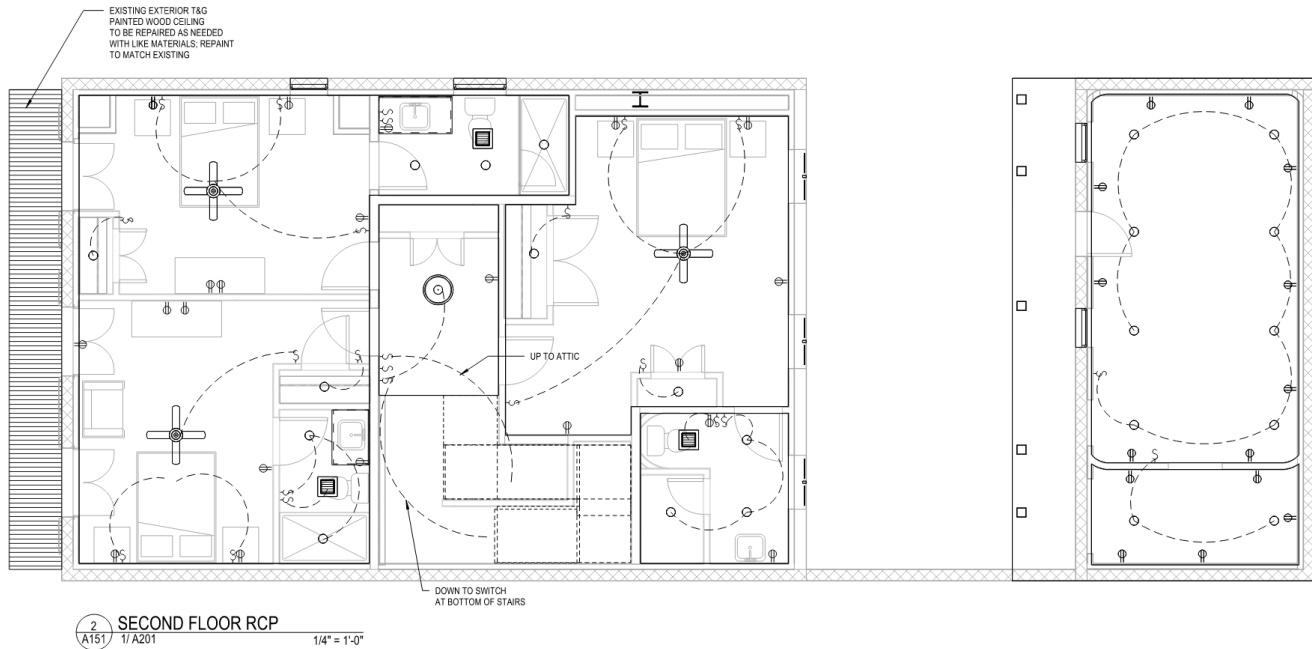 EXISTING EXTERIOR T&G
PAINTED WOOD CEILING
TO BE REPAIRED AS NEEDED
WITH LIKE MATERIALS; REPAINT
TO MATCH EXISTING
UP TO ATTIC
DOWN TO SWITCH
AT BOTTOM OF STAIRS
2
A151
SECOND FLOOR RCP
1/ A201
1/4" = 1'-0"